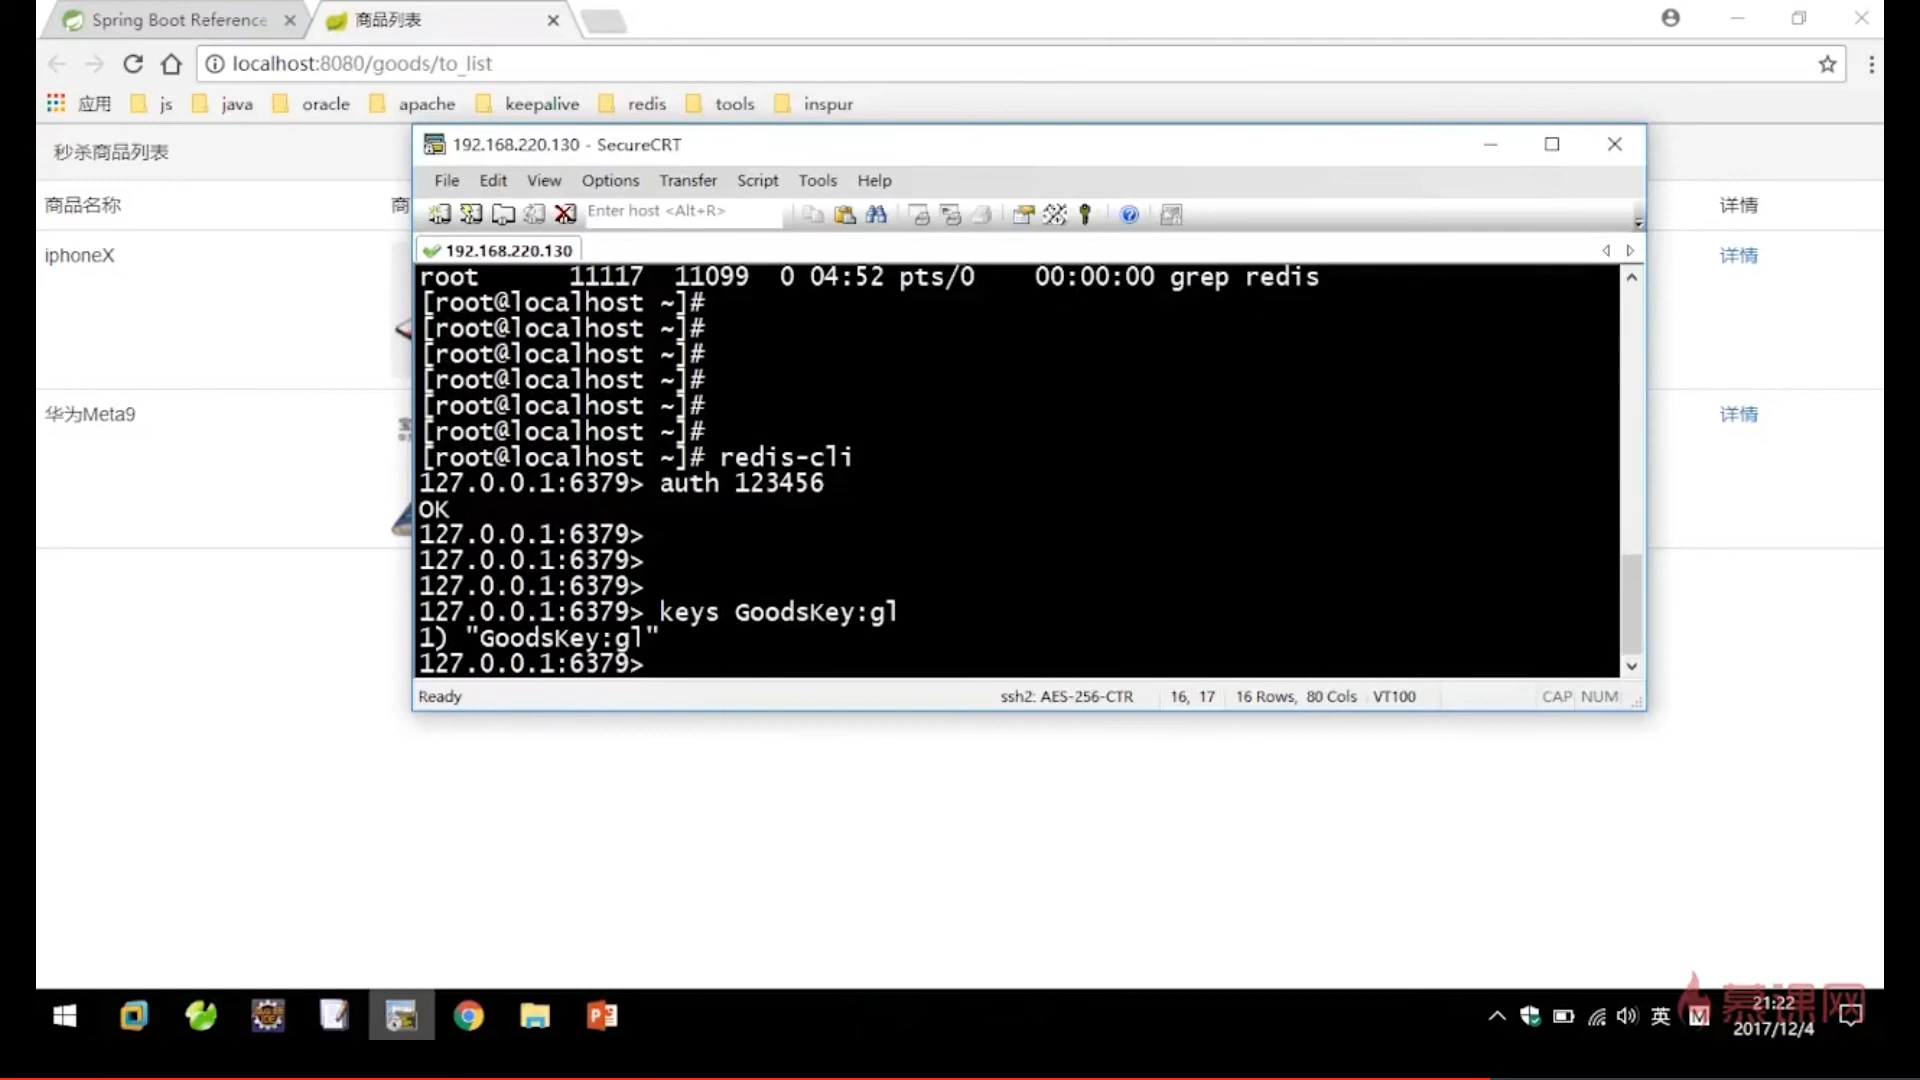 Spring Boot Reference
商品列表
localhost:8080/goods/to_list
应用 js java oracle apache keepalive redis tools inspur
秒杀商品列表
商品名称
商
详情
iphoneX
详情
华为Meta9
详情
192.168.220.130 - SecureCRT
File Edit View Options Transfer Script Tools Help
Enter host <Alt+R>
192.168.220.130
root 11117 11099 0 04:52 pts/0 00:00:00 grep redis
[root@localhost ~]#
[root@localhost ~]#
[root@localhost ~]#
[root@localhost ~]#
[root@localhost ~]#
[root@localhost ~]#
[root@localhost ~]# redis-cli
127.0.0.1:6379> auth 123456
OK
127.0.0.1:6379>
127.0.0.1:6379>
127.0.0.1:6379>
127.0.0.1:6379> keys GoodsKey:gl
1) "GoodsKey:gl"
127.0.0.1:6379>
Ready ssh2: AES-256-CTR 16, 17 16 Rows, 80 Cols VT100 CAP NUM
英 M
慕课网
21:22
2017/12/4